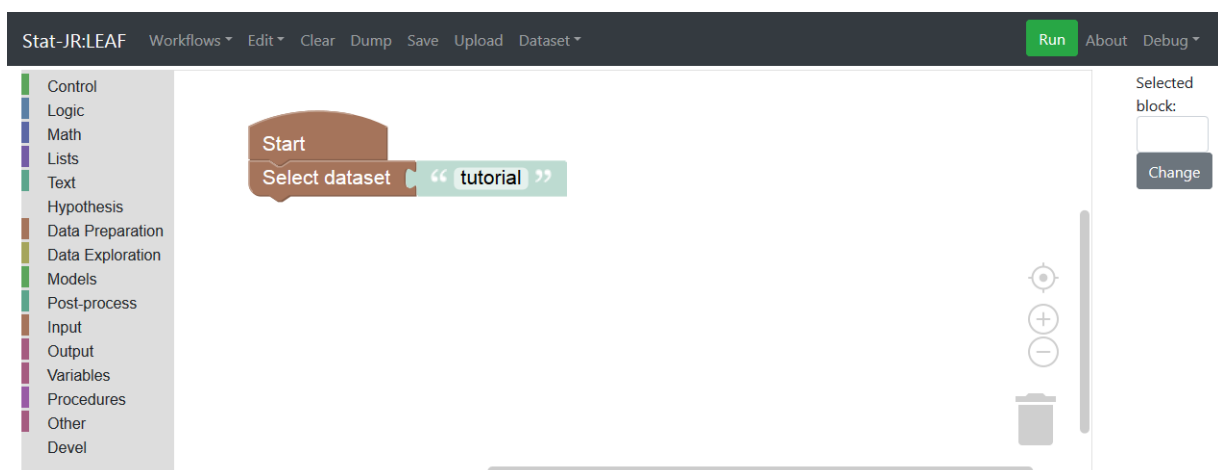 Stat-JR:LEAF Workflows Edit Clear Dump Save Upload Dataset Run About Debug
Control
Logic
Math
Lists
Text
Hypothesis
Data Preparation
Data Exploration
Models
Post-process
Input
Output
Variables
Procedures
Other
Devel
Start
Select dataset “ tutorial ”
Selected
block:
Change